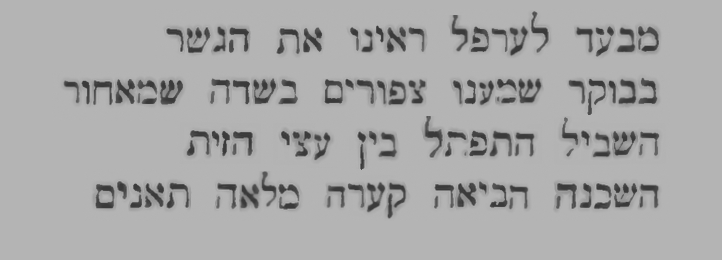 מבעד לערפל ראינו את הגשר
בבוקר שמענו צפורים בשדה שמאחור
השביל התפתל בין עצי הזית
השכנה הביאה קערה מלאה תאנים